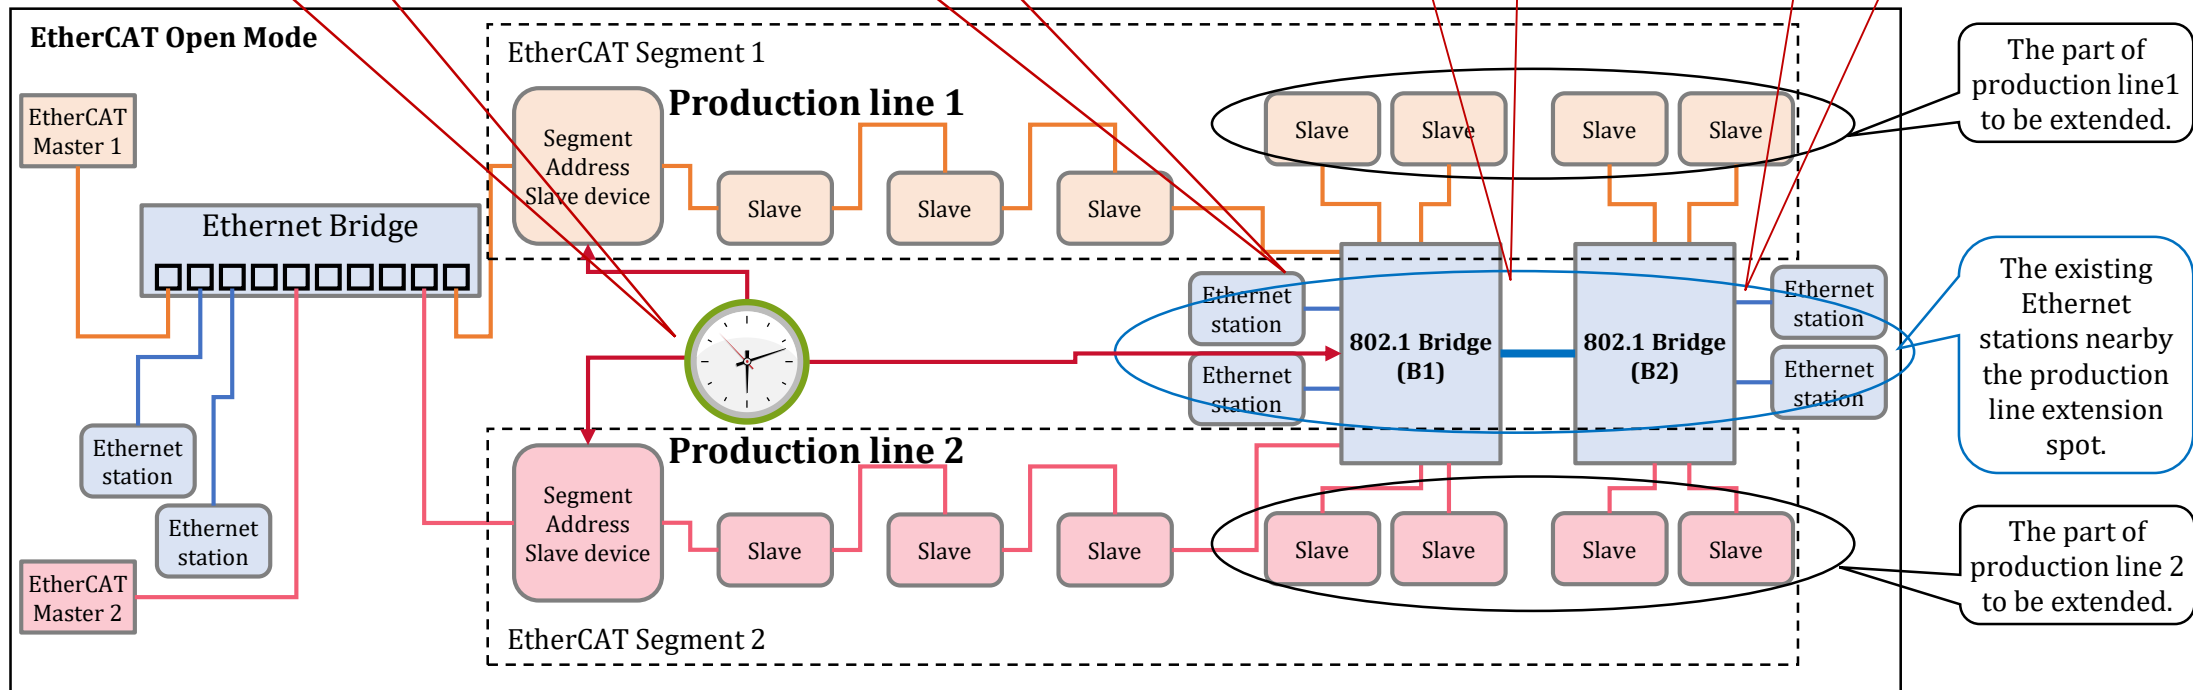 EtherCAT Open Mode
EtherCAT Segment 1
Production line 1
EtherCAT
Master 1
Segment
Address
Slave device
Slave
Slave
Slave
Slave
Slave
Slave
Slave
The part of
production line1
to be extended.
Ethernet Bridge
Ethernet
station
Ethernet
station
802.1 Bridge
(B1)
802.1 Bridge
(B2)
Ethernet
station
Ethernet
station
The existing
Ethernet
stations nearby
the production
line extension
spot.
Ethernet
station
Ethernet
station
EtherCAT
Master 2
Production line 2
Segment
Address
Slave device
Slave
Slave
Slave
Slave
Slave
Slave
Slave
The part of
production line 2
to be extended.
EtherCAT Segment 2